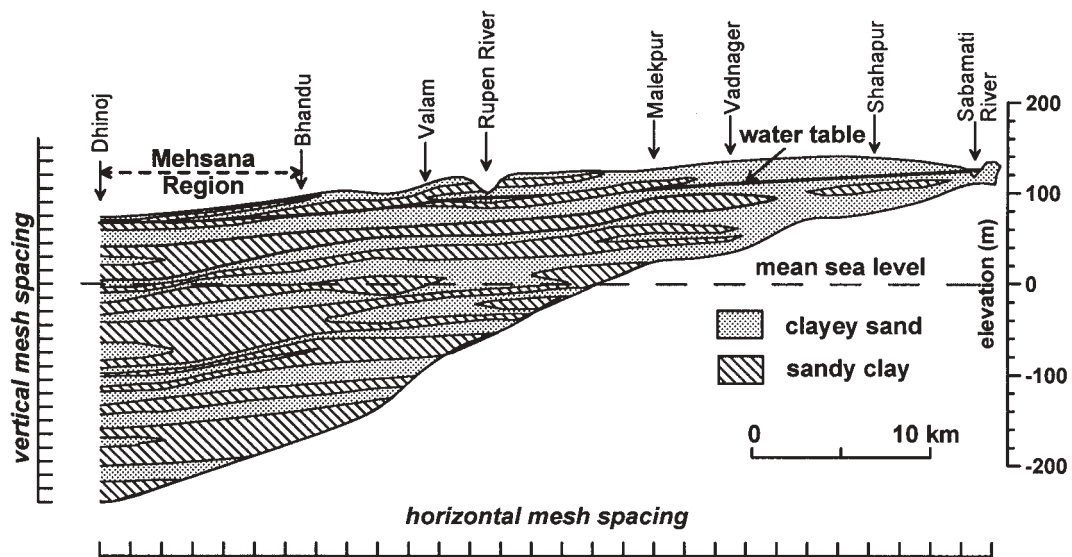 Dhinoj
Bhandu
Valam
Rupen River
Malekpur
Vadnager
Shahapur
Sabamati
River
Mehsana
Region
water table
200
100
0
-100
-200
elevation (m)
mean sea level
clayey sand
sandy clay
0 10 km
vertical mesh spacing
horizontal mesh spacing